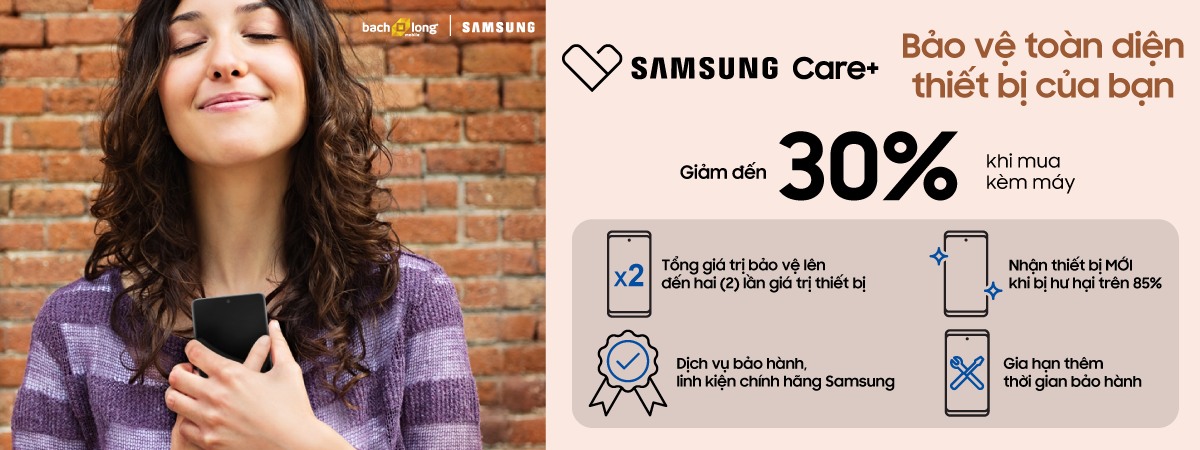 bach long
mobile
SAMSUNG
SAMSUNG Care+
Bảo vệ toàn diện
thiết bị của bạn
Giảm đến
30%
khi mua
kèm máy
x2
Tổng giá trị bảo vệ lên
đến hai (2) lần giá trị thiết bị
Nhận thiết bị MỚI
khi bị hư hại trên 85%
Dịch vụ bảo hành,
linh kiện chính hãng Samsung
Gia hạn thêm
thời gian bảo hành